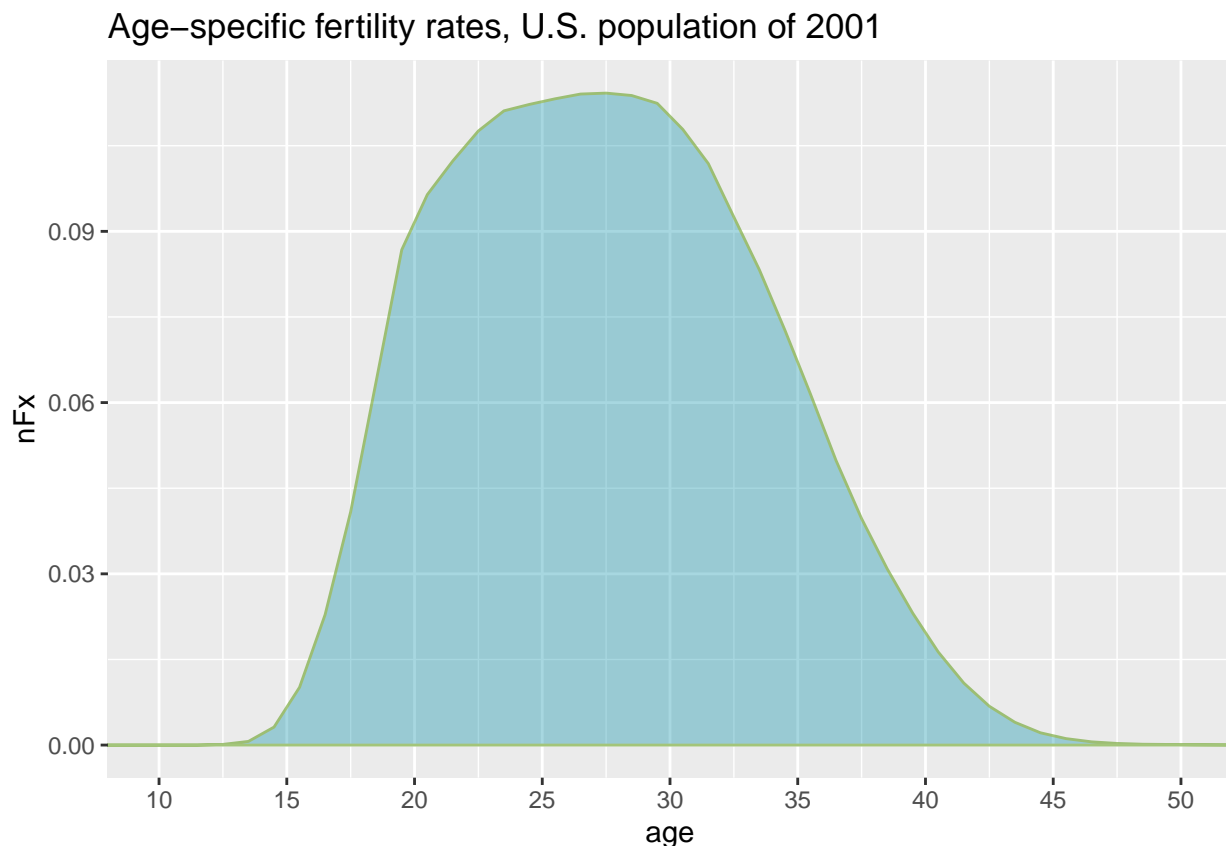 Age−specific fertility rates, U.S. population of 2001
nFx
0.09
0.06
0.03
0.00
10 15 20 25 30 35 40 45 50
age